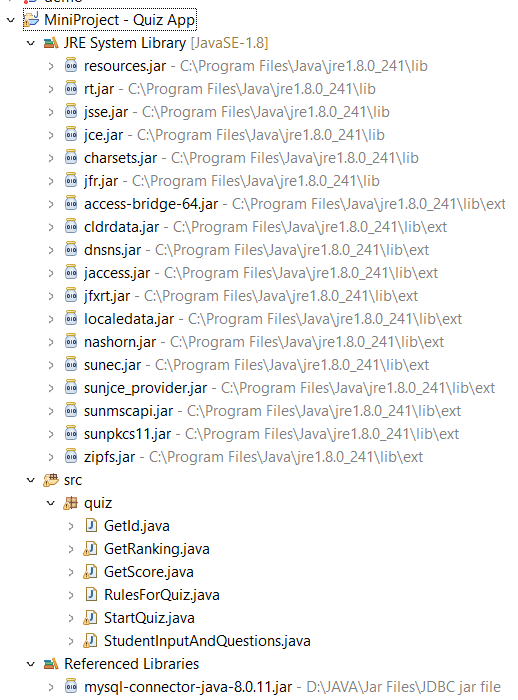 demo
MiniProject - Quiz App
JRE System Library [JavaSE-1.8]
resources.jar - C:\Program Files\Java\jre1.8.0_241\lib
rt.jar - C:\Program Files\Java\jre1.8.0_241\lib
jsse.jar - C:\Program Files\Java\jre1.8.0_241\lib
jce.jar - C:\Program Files\Java\jre1.8.0_241\lib
charsets.jar - C:\Program Files\Java\jre1.8.0_241\lib
jfr.jar - C:\Program Files\Java\jre1.8.0_241\lib
access-bridge-64.jar - C:\Program Files\Java\jre1.8.0_241\lib\ext
cldrdata.jar - C:\Program Files\Java\jre1.8.0_241\lib\ext
dnsns.jar - C:\Program Files\Java\jre1.8.0_241\lib\ext
jaccess.jar - C:\Program Files\Java\jre1.8.0_241\lib\ext
jfxrt.jar - C:\Program Files\Java\jre1.8.0_241\lib\ext
localedata.jar - C:\Program Files\Java\jre1.8.0_241\lib\ext
nashorn.jar - C:\Program Files\Java\jre1.8.0_241\lib\ext
sunec.jar - C:\Program Files\Java\jre1.8.0_241\lib\ext
sunjce_provider.jar - C:\Program Files\Java\jre1.8.0_241\lib\ext
sunmscapi.jar - C:\Program Files\Java\jre1.8.0_241\lib\ext
sunpkcs11.jar - C:\Program Files\Java\jre1.8.0_241\lib\ext
zipfs.jar - C:\Program Files\Java\jre1.8.0_241\lib\ext
src
quiz
GetId.java
GetRanking.java
GetScore.java
RulesForQuiz.java
StartQuiz.java
StudentInputAndQuestions.java
Referenced Libraries
mysql-connector-java-8.0.11.jar - D:\JAVA\Jar Files\JDBC jar file